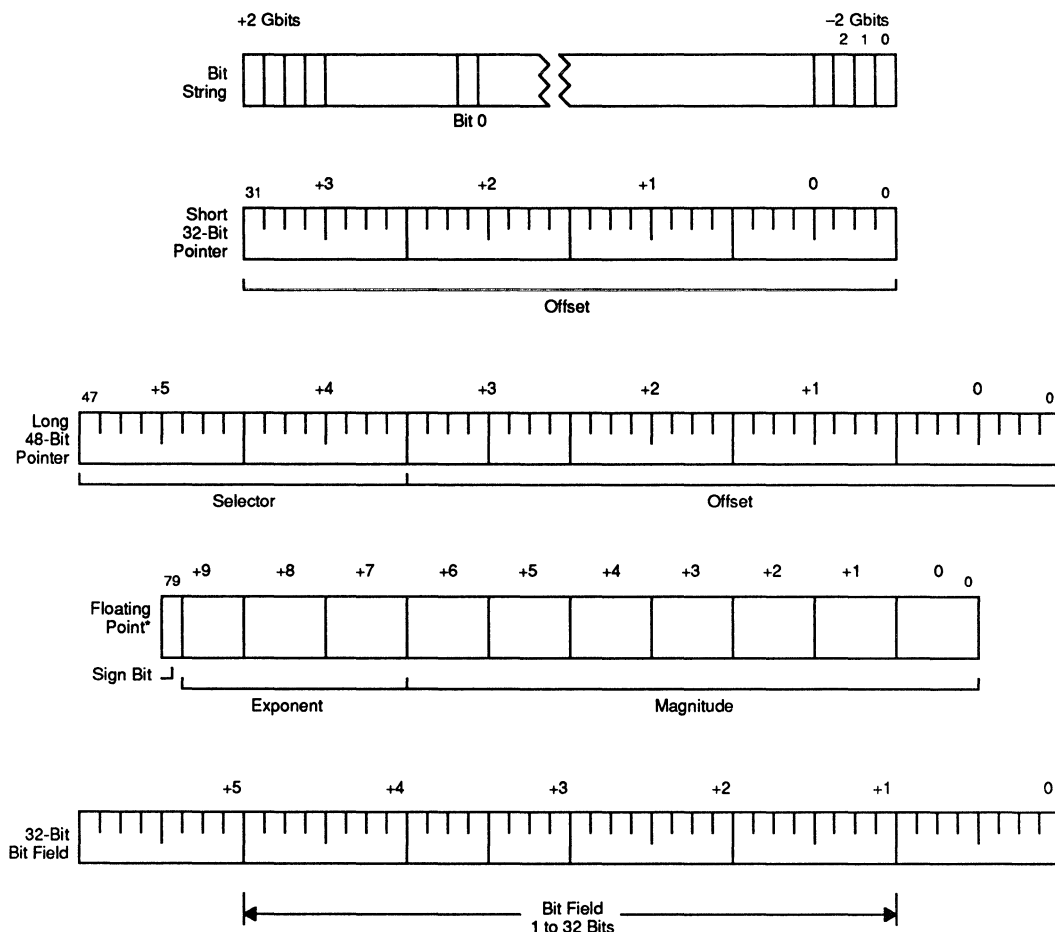 +2 Gbits
−2 Gbits
2 1 0
Bit
String
Bit 0
31 +3 +2 +1 0 0
Short
32-Bit
Pointer
Offset
47 +5 +4 +3 +2 +1 0 0
Long
48-Bit
Pointer
Selector Offset
79 +9 +8 +7 +6 +5 +4 +3 +2 +1 0 0
Floating
Point*
Sign Bit
Exponent Magnitude
+5 +4 +3 +2 +1 0
32-Bit
Bit Field
Bit Field
1 to 32 Bits